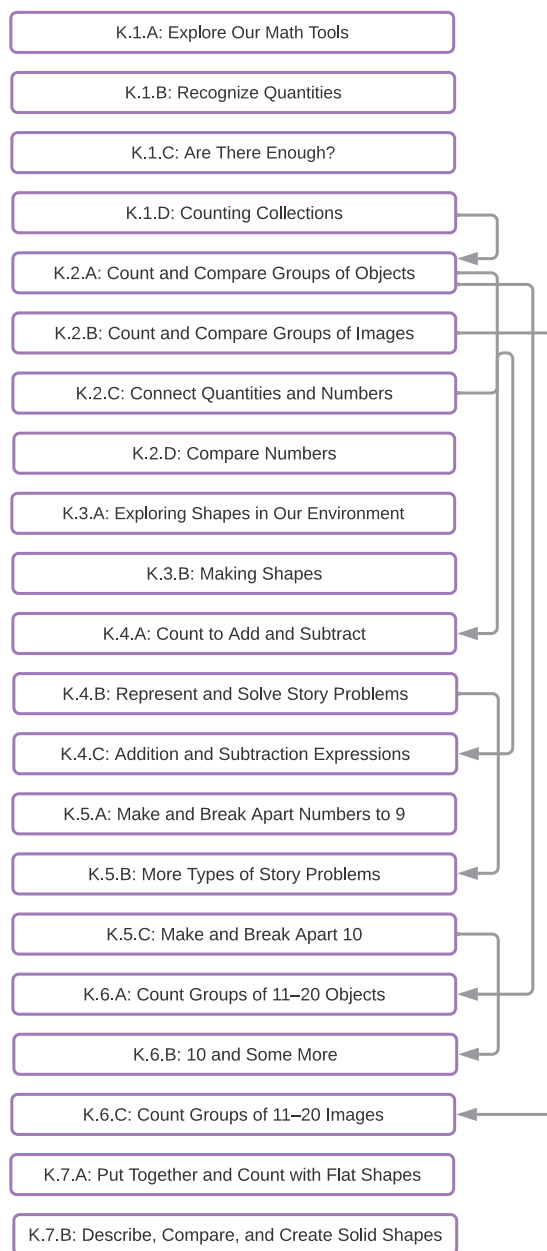 K.1.A: Explore Our Math Tools
K.1.B: Recognize Quantities
K.1.C: Are There Enough?
K.1.D: Counting Collections
K.2.A: Count and Compare Groups of Objects
K.2.B: Count and Compare Groups of Images
K.2.C: Connect Quantities and Numbers
K.2.D: Compare Numbers
K.3.A: Exploring Shapes in Our Environment
K.3.B: Making Shapes
K.4.A: Count to Add and Subtract
K.4.B: Represent and Solve Story Problems
K.4.C: Addition and Subtraction Expressions
K.5.A: Make and Break Apart Numbers to 9
K.5.B: More Types of Story Problems
K.5.C: Make and Break Apart 10
K.6.A: Count Groups of 11–20 Objects
K.6.B: 10 and Some More
K.6.C: Count Groups of 11–20 Images
K.7.A: Put Together and Count with Flat Shapes
K.7.B: Describe, Compare, and Create Solid Shapes